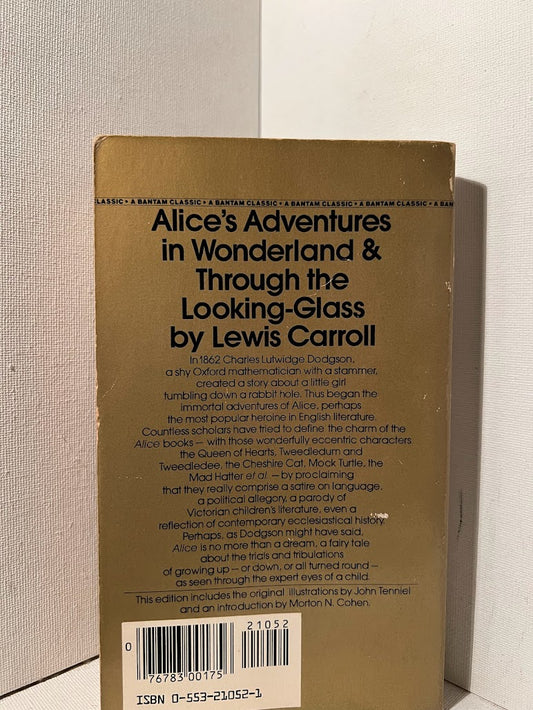 CLASSIC • A BANTAM CLASSIC • A BANTAM CLASSIC • A BANTAM CLASSIC • A BANTAM CLASSIC • A BAN
Alice's Adventures
in Wonderland &
Through the
Looking-Glass
by Lewis Carroll
In 1862 Charles Lutwidge Dodgson,
a shy Oxford mathematician with a stammer,
created a story about a little girl
tumbling down a rabbit hole. Thus began the
immortal adventures of Alice, perhaps
the most popular heroine in English literature.
Countless scholars have tried to define the charm of the
Alice books — with those wonderfully eccentric characters
the Queen of Hearts, Tweedledum and
Tweedledee, the Cheshire Cat, Mock Turtle, the
Mad Hatter et al — by proclaiming
that they really comprise a satire on language,
a political allegory, a parody of
Victorian children's literature, even a
reflection of contemporary ecclesiastical history.
Perhaps, as Dodgson might have said,
Alice is no more than a dream, a fairy tale
about the trials and tribulations
of growing up — or down, or all turned round —
as seen through the expert eyes of a child.
This edition includes the original illustrations by John Tenniel
and an introduction by Morton N. Cohen.
21052
0
76783 00175
ISBN 0-553-21052-1